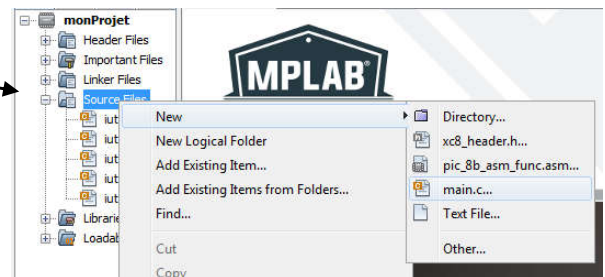 monProjet
Header Files
Important Files
Linker Files
Source Files
iut
iut
iut
iut
iut
Librarie
Loadab
MPLAB®
New
New Logical Folder
Add Existing Item...
Add Existing Items from Folders...
Find...
Cut
Copy
Directory...
xc8_header.h...
pic_8b_asm_func.asm...
main.c...
Text File...
Other...